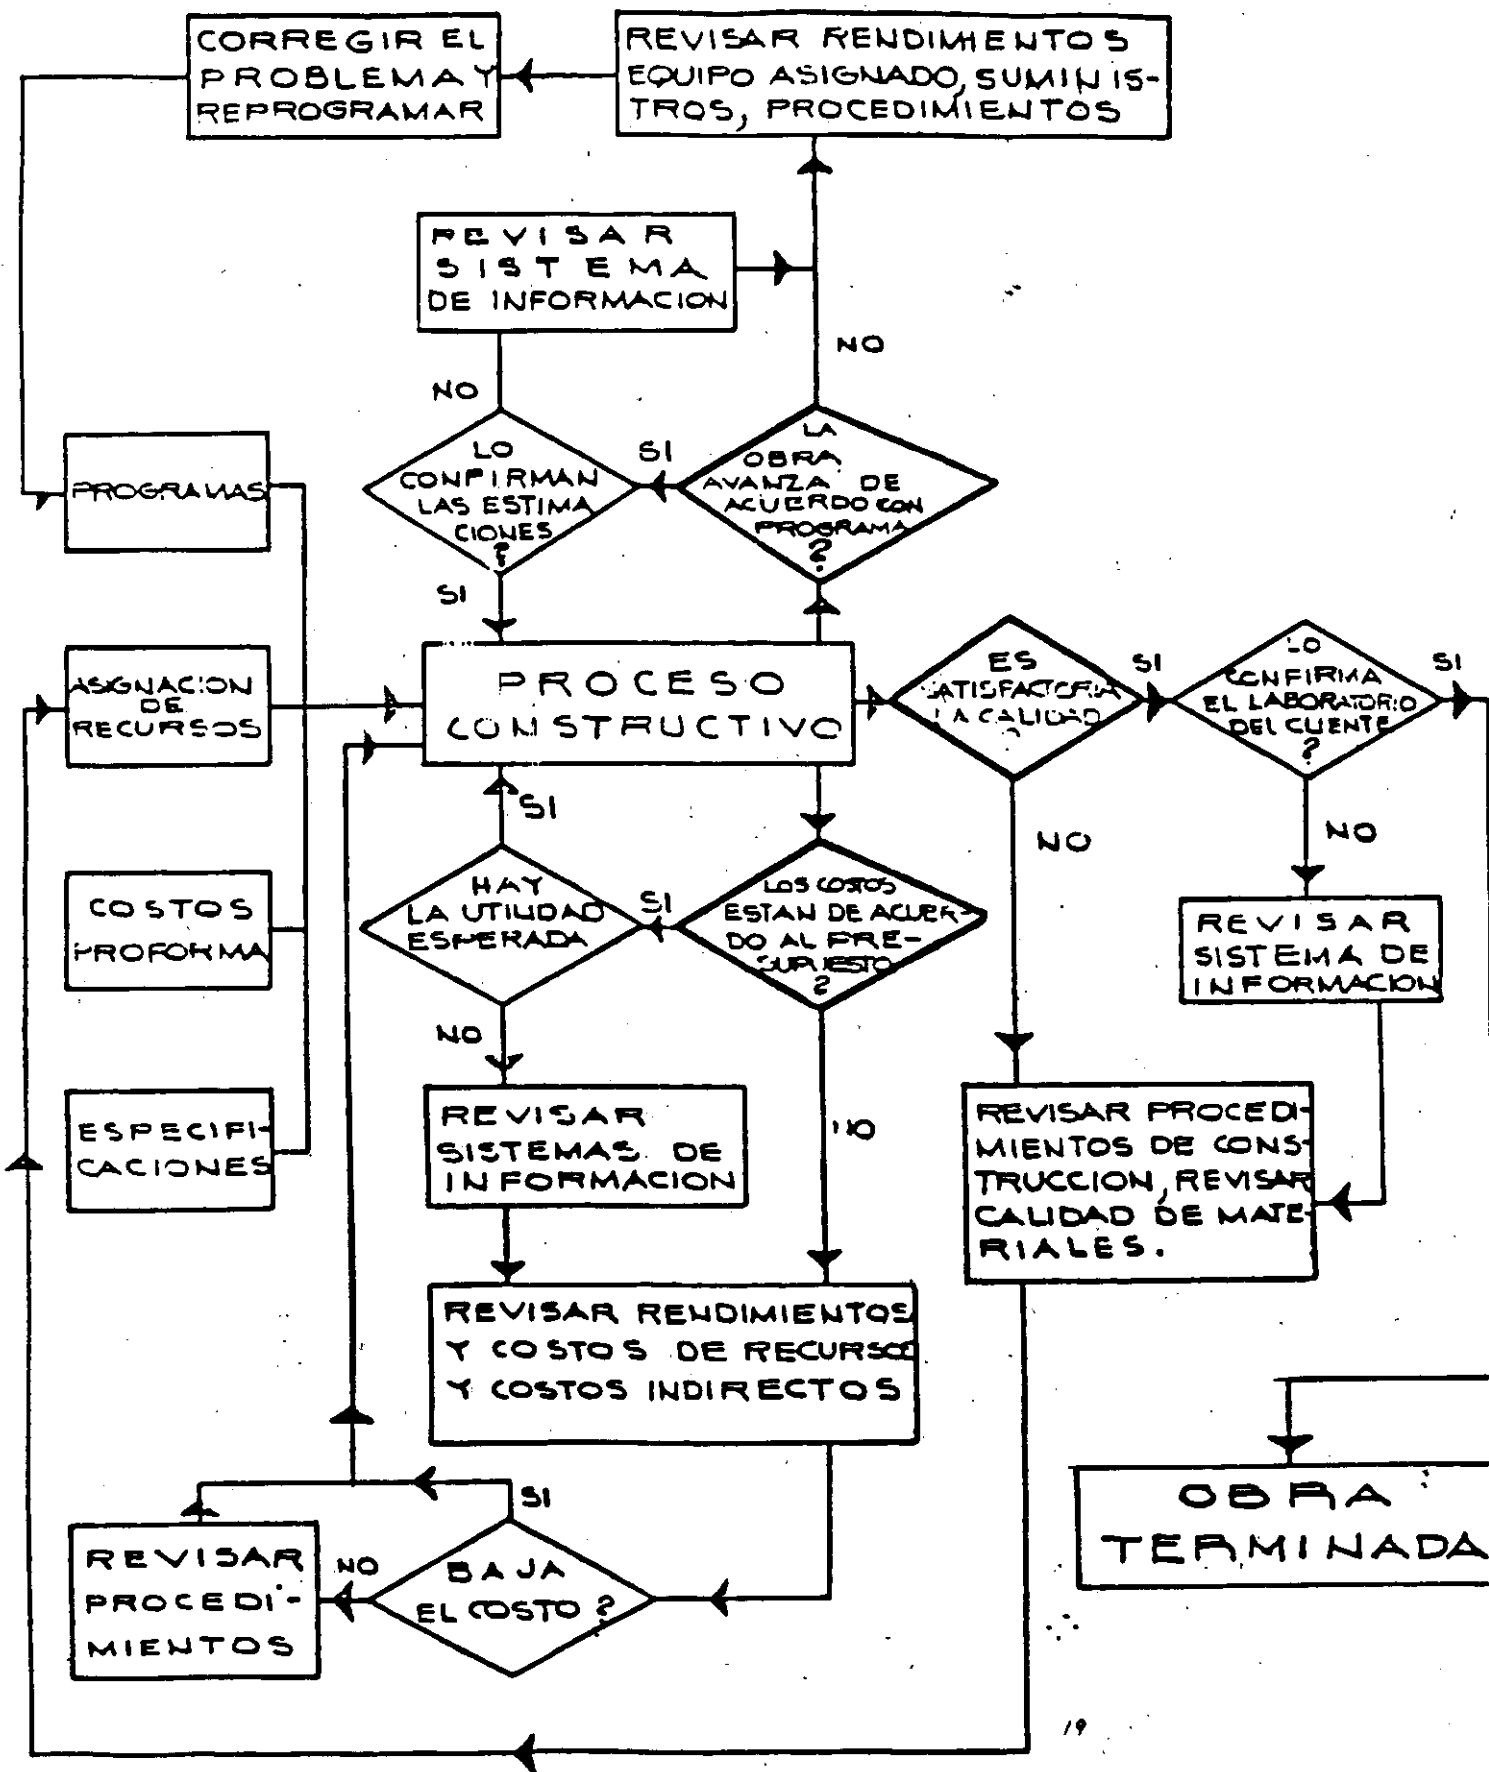 CORREGIR EL
PROBLEMA Y
REPROGRAMAR
REVISAR RENDIMIENTOS
EQUIPO ASIGNADO, SUMINIS-
TROS, PROCEDIMIENTOS
REVISAR
SISTEMA
DE INFORMACION
NO
NO
LO
CONFIRMAN
LAS ESTIMA
CIONES
?
SI
LA
OBRA
AVANZA DE
ACUERDO CON
PROGRAMA
?
PROGRAMAS
SI
ASIGNACION
DE
RECURSOS
PROCESO
CONSTRUCTIVO
ES
SATISFACTORIA
LA CALIDAD
?
SI
LO
CONFIRMA
EL LABORATORIO
DEL CLIENTE
?
SI
SI
NO
NO
COSTOS
PROFORMA
HAY
LA UTILIDAD
ESPERADA
SI
LOS COSTOS
ESTAN DE ACUER-
DO AL PRE-
SUPUESTO
?
REVISAR
SISTEMA DE
INFORMACION
NO
NO
ESPECIFI-
CACIONES
REVISAR
SISTEMAS DE
INFORMACION
REVISAR PROCEDI-
MIENTOS DE CONS-
TRUCCION, REVISAR
CALIDAD DE MATE-
RIALES.
REVISAR RENDIMIENTOS
Y COSTOS DE RECURSOS
Y COSTOS INDIRECTOS
SI
NO
REVISAR
PROCEDI-
MIENTOS
BAJA
EL COSTO ?
OBRA
TERMINADA
19